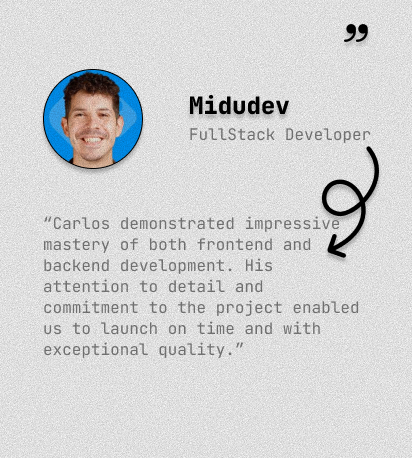 ”
Midudev
FullStack Developer
“Carlos demonstrated impressive
mastery of both frontend and
backend development. His
attention to detail and
commitment to the project enabled
us to launch on time and with
exceptional quality.”